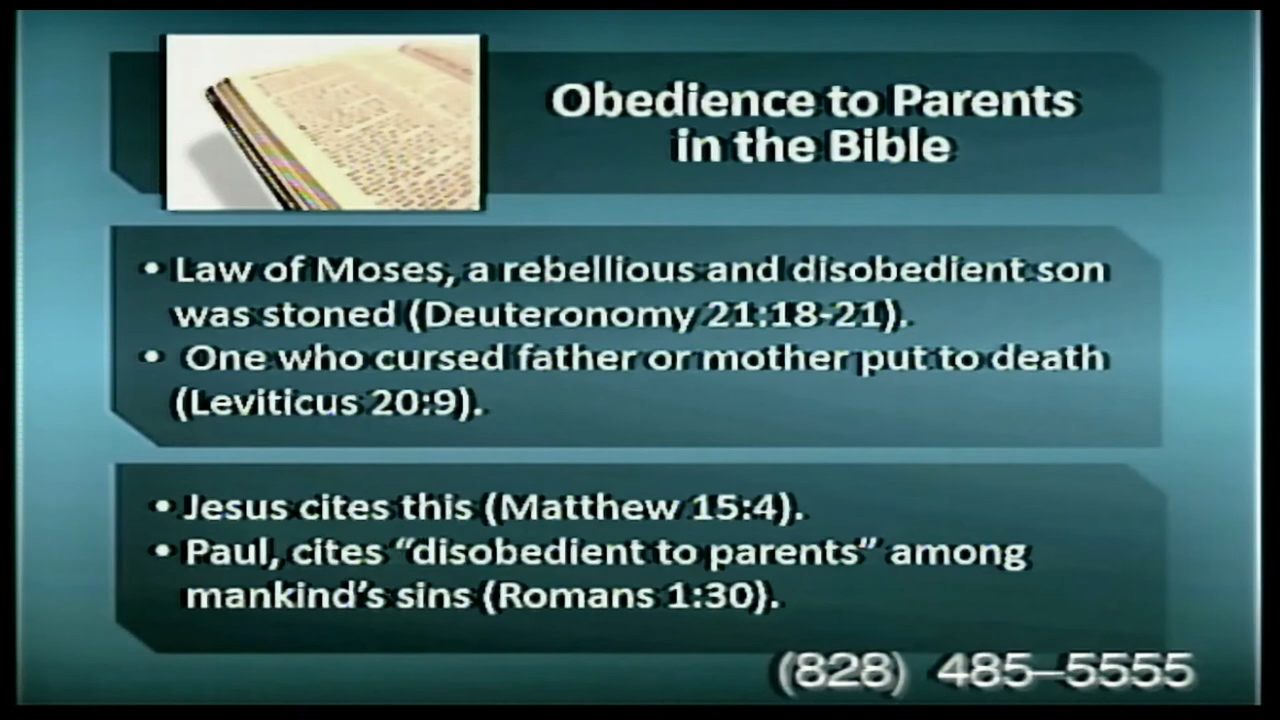 Obedience to Parents
in the Bible
• Law of Moses, a rebellious and disobedient son
was stoned (Deuteronomy 21:18-21).
• One who cursed father or mother put to death
(Leviticus 20:9).
• Jesus cites this (Matthew 15:4).
• Paul, cites “disobedient to parents” among
mankind’s sins (Romans 1:30).
(828) 485–5555